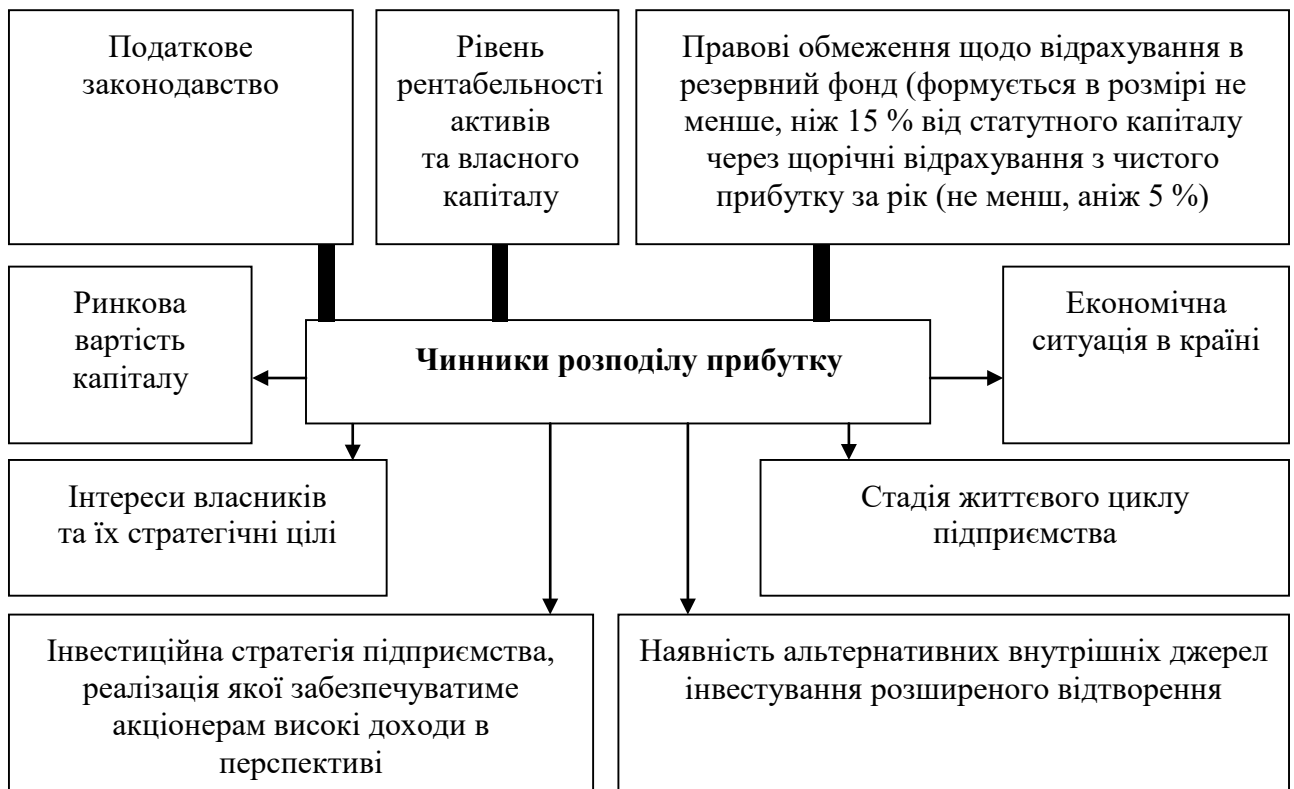 Податкове
законодавство
Рівень
рентабельності
активів
та власного
капіталу
Правові обмеження щодо відрахування в
резервний фонд (формується в розмірі не
менше, ніж 15 % від статутного капіталу
через щорічні відрахування з чистого
прибутку за рік (не менш, аніж 5 %)
Ринкова
вартість
капіталу
Чинники розподілу прибутку
Економічна
ситуація в країні
Інтереси власників
та їх стратегічні цілі
Стадія життєвого циклу
підприємства
Інвестиційна стратегія підприємства,
реалізація якої забезпечуватиме
акціонерам високі доходи в
перспективі
Наявність альтернативних внутрішніх джерел
інвестування розширеного відтворення